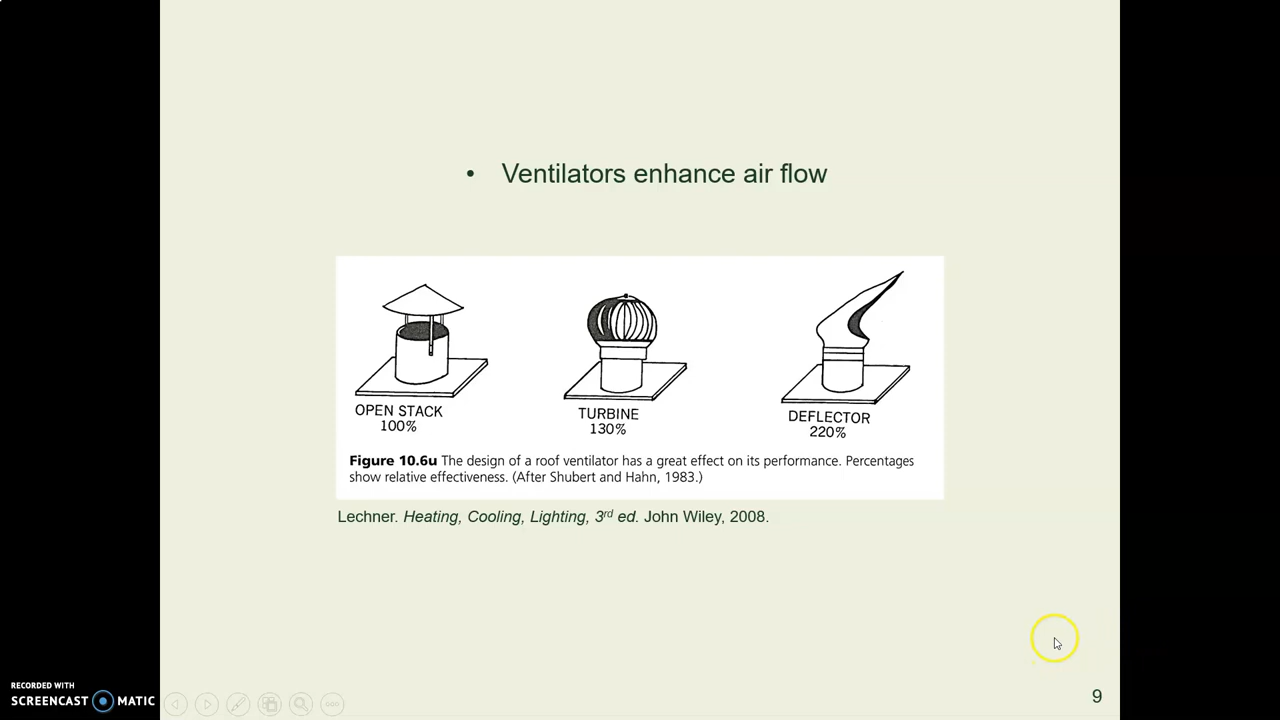 • Ventilators enhance air flow
OPEN STACK
100%
TURBINE
130%
DEFLECTOR
220%
Figure 10.6u The design of a roof ventilator has a great effect on its performance. Percentages
show relative effectiveness. (After Shubert and Hahn, 1983.)
Lechner. Heating, Cooling, Lighting, 3rd ed. John Wiley, 2008.
RECORDED WITH
SCREENCAST MATIC
9